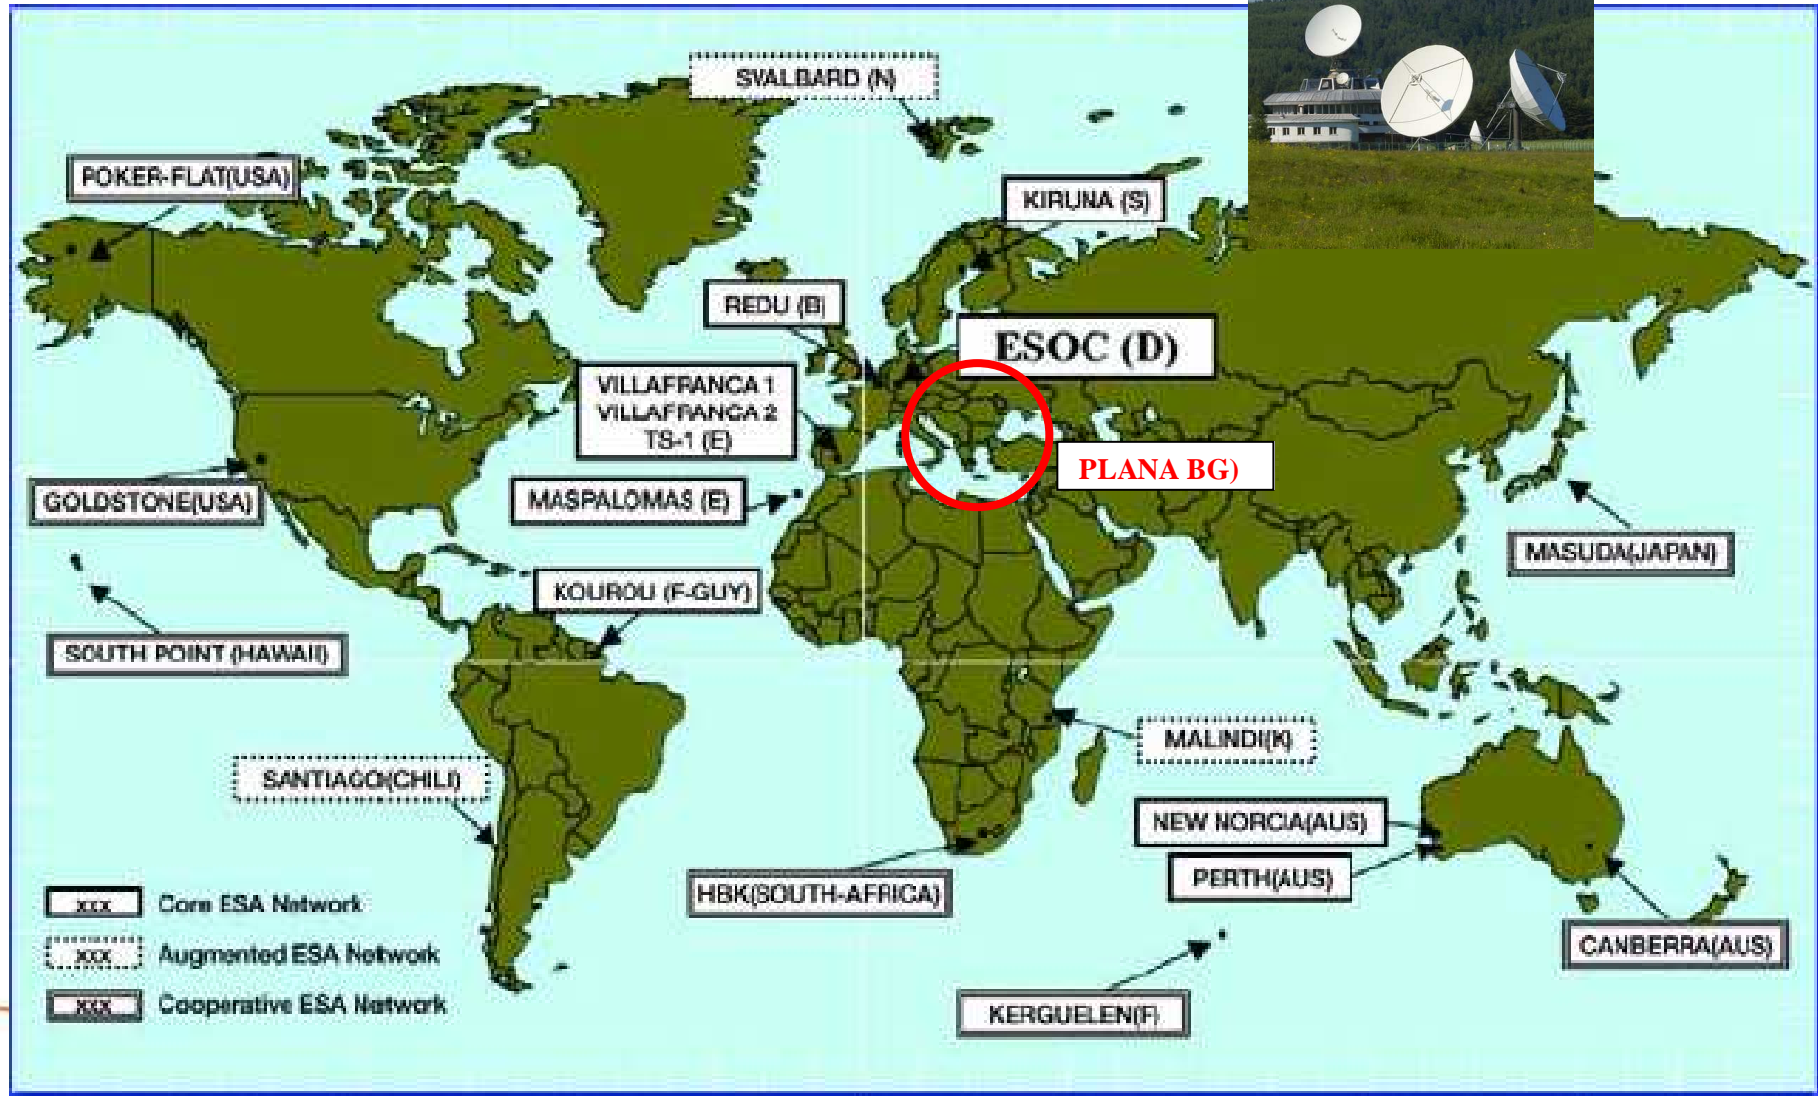 SVALBARD (N)
POKER-FLAT(USA)
KIRUNA (S)
REDU (B)
ESOC (D)
VILLAFRANCA 1
VILLAFRANCA 2
TS-1 (E)
PLANA BG)
GOLDSTONE(USA)
MASPALOMAS (E)
MASUDA(JAPAN)
KOUROU (F-GUY)
SOUTH POINT (HAWAII)
MALINDI(K)
SANTIAGO(CHILI)
NEW NORCIA(AUS)
PERTH(AUS)
HBK(SOUTH-AFRICA)
CANBERRA(AUS)
KERGUELEN(F)
xxx Core ESA Network
xxx Augmented ESA Network
xxx Cooperative ESA Network